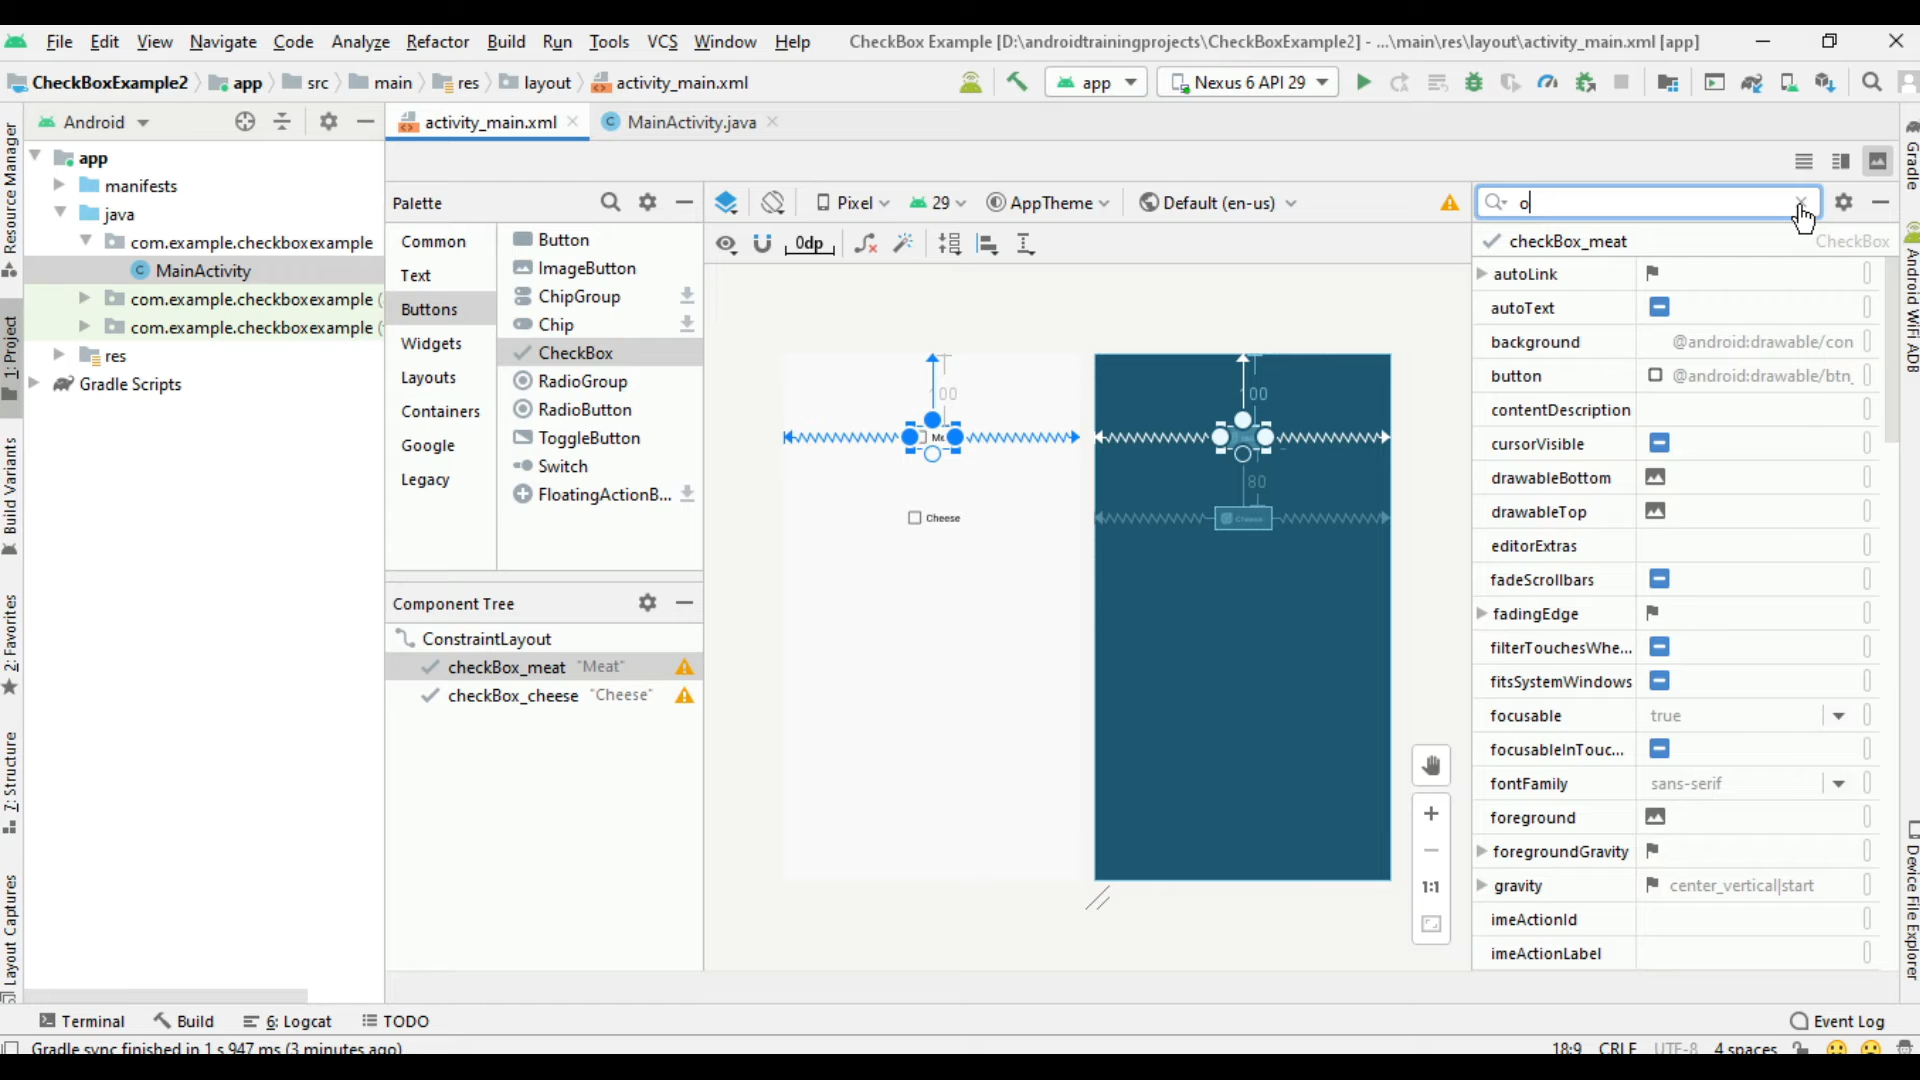 File Edit View Navigate Code Analyze Refactor Build Run Tools VCS Window Help CheckBox Example [D:\androidtrainingprojects\CheckBoxExample2] - ...\main\res\layout\activity_main.xml [app]
CheckBoxExample2 app src main res layout activity_main.xml app Nexus 6 API 29
Android activity_main.xml MainActivity.java
Resource Manager
1: Project
Build Variants
2: Favorites
7: Structure
Layout Captures
app
manifests
java
com.example.checkboxexample
MainActivity
com.example.checkboxexample (
com.example.checkboxexample (
res
Gradle Scripts
Palette
Common
Text
Buttons
Widgets
Layouts
Containers
Google
Legacy
Button
ImageButton
ChipGroup
Chip
CheckBox
RadioGroup
RadioButton
ToggleButton
Switch
FloatingActionB...
Component Tree
ConstraintLayout
checkBox_meat "Meat"
checkBox_cheese "Cheese"
Pixel 29 AppTheme Default (en-us)
0dp
Cheese
80
Cheese
1:1
o
checkBox_meat CheckBox
autoLink
autoText
background @android:drawable/con
button @android:drawable/btn_
contentDescription
cursorVisible
drawableBottom
drawableTop
editorExtras
fadeScrollbars
fadingEdge
filterTouchesWhe...
fitsSystemWindows
focusable true
focusableInTouc...
fontFamily sans-serif
foreground
foregroundGravity
gravity center_vertical|start
imeActionId
imeActionLabel
Gradle
Android WiFi ADB
Device File Explorer
Terminal Build 6: Logcat TODO Event Log
Gradle sync finished in 1 s 947 ms (3 minutes ago) 18:9 CRLF UTF-8 4 spaces